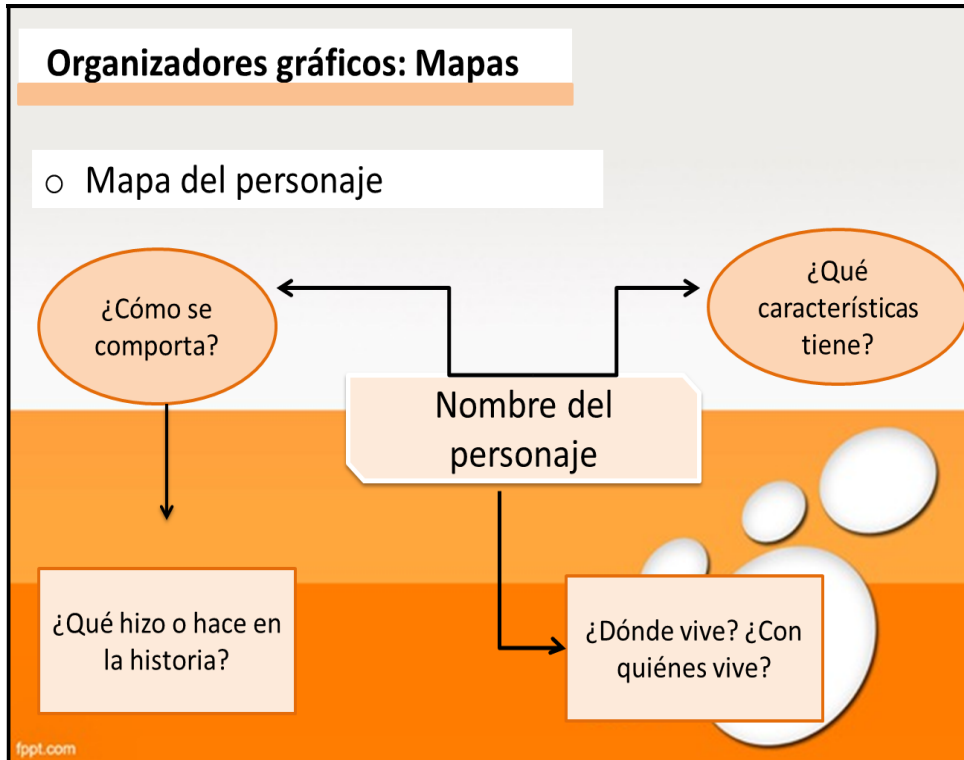 Organizadores gráficos: Mapas
o Mapa del personaje
¿Cómo se
comporta?
¿Qué
características
tiene?
Nombre del
personaje
¿Qué hizo o hace en
la historia?
¿Dónde vive? ¿Con
quiénes vive?
fppt.com